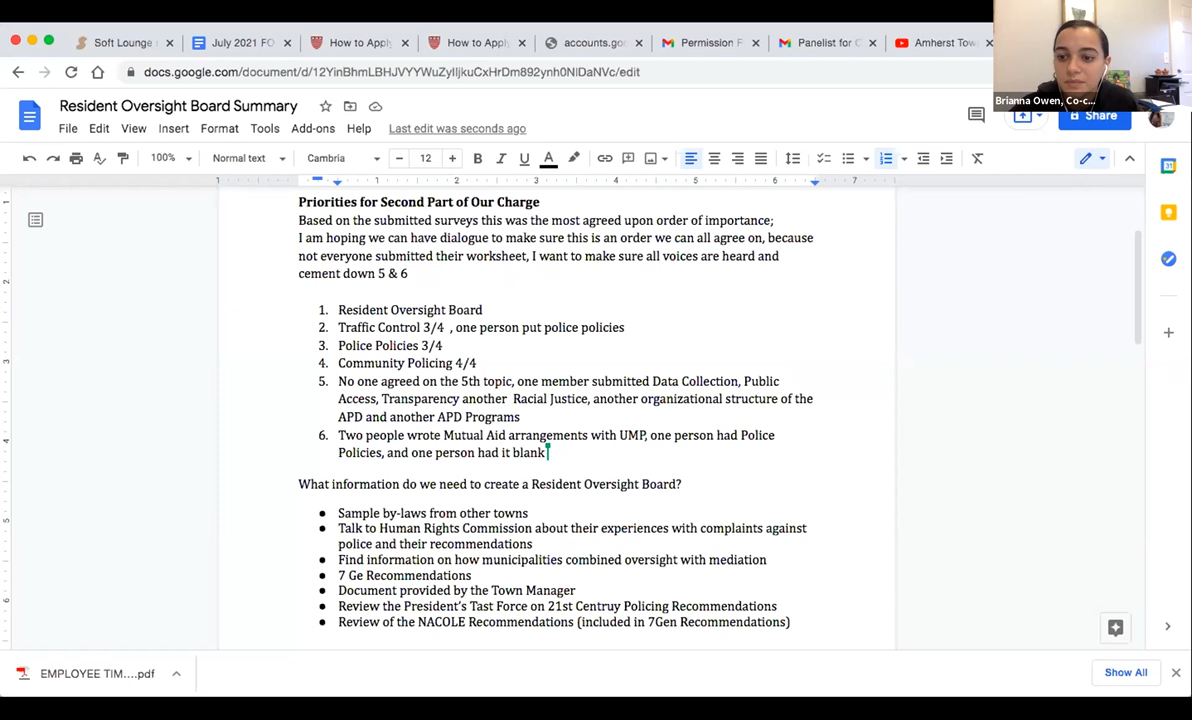 Soft Lounge
July 2021 FO
How to Apply
How to Apply
accounts.goo
Permission F
Panelist for C
Amherst Tow
docs.google.com/document/d/12YinBhmLBHJVYYWuZylljkuCxHrDm892ynh0NIDaNVc/edit
Brianna Owen, Co-c...
Resident Oversight Board Summary
Share
File Edit View Insert Format Tools Add-ons Help Last edit was seconds ago
100% Normal text Cambria 12 B I U A
1 1 2 3 4 5 6 7
Priorities for Second Part of Our Charge
Based on the submitted surveys this was the most agreed upon order of importance;
I am hoping we can have dialogue to make sure this is an order we can all agree on, because
not everyone submitted their worksheet, I want to make sure all voices are heard and
cement down 5 & 6
1. Resident Oversight Board
2. Traffic Control 3/4 , one person put police policies
3. Police Policies 3/4
4. Community Policing 4/4
5. No one agreed on the 5th topic, one member submitted Data Collection, Public
Access, Transparency another Racial Justice, another organizational structure of the
APD and another APD Programs
6. Two people wrote Mutual Aid arrangements with UMP, one person had Police
Policies, and one person had it blank
What information do we need to create a Resident Oversight Board?
● Sample by-laws from other towns
● Talk to Human Rights Commission about their experiences with complaints against
police and their recommendations
● Find information on how municipalities combined oversight with mediation
● 7 Ge Recommendations
● Document provided by the Town Manager
● Review the President's Tast Force on 21st Centruy Policing Recommendations
● Review of the NACOLE Recommendations (included in 7Gen Recommendations)
EMPLOYEE TIM....pdf
Show All